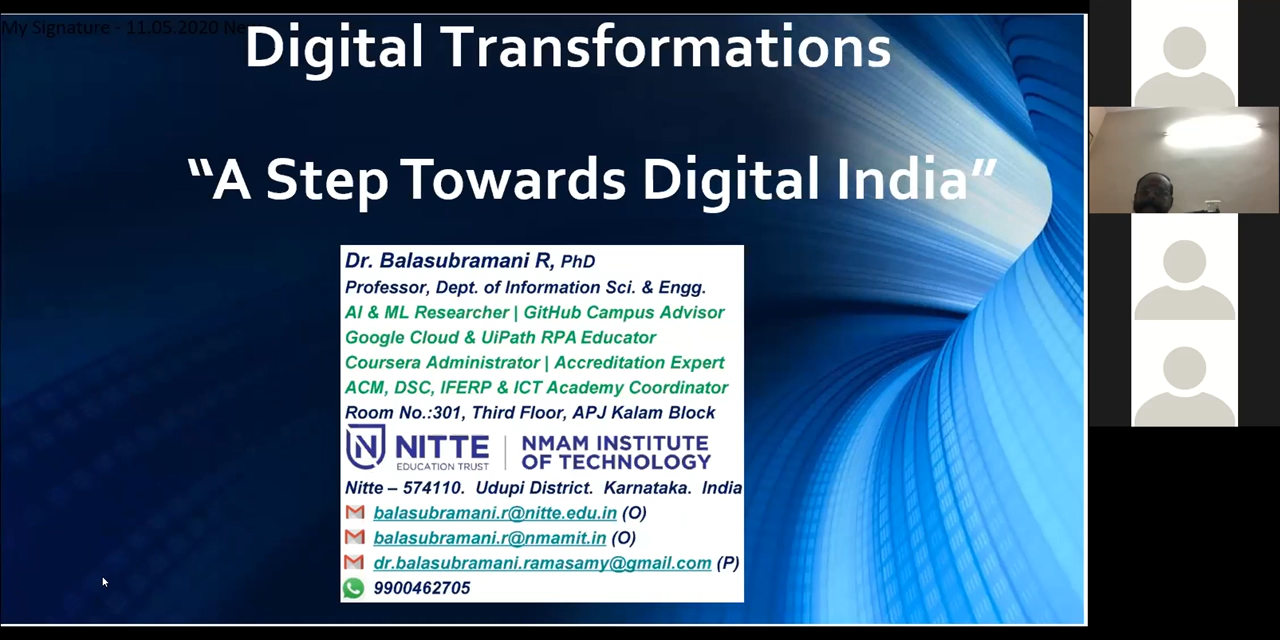 My Signature - 11.05.2020 Ne
Digital Transformations
“A Step Towards Digital India”
Dr. Balasubramani R, PhD
Professor, Dept. of Information Sci. & Engg.
AI & ML Researcher | GitHub Campus Advisor
Google Cloud & UiPath RPA Educator
Coursera Administrator | Accreditation Expert
ACM, DSC, IFERP & ICT Academy Coordinator
Room No.:301, Third Floor, APJ Kalam Block
NITTE
EDUCATION TRUST
NMAM INSTITUTE
OF TECHNOLOGY
Nitte – 574110. Udupi District. Karnataka. India
balasubramani.r@nitte.edu.in (O)
balasubramani.r@nmamit.in (O)
dr.balasubramani.ramasamy@gmail.com (P)
9900462705